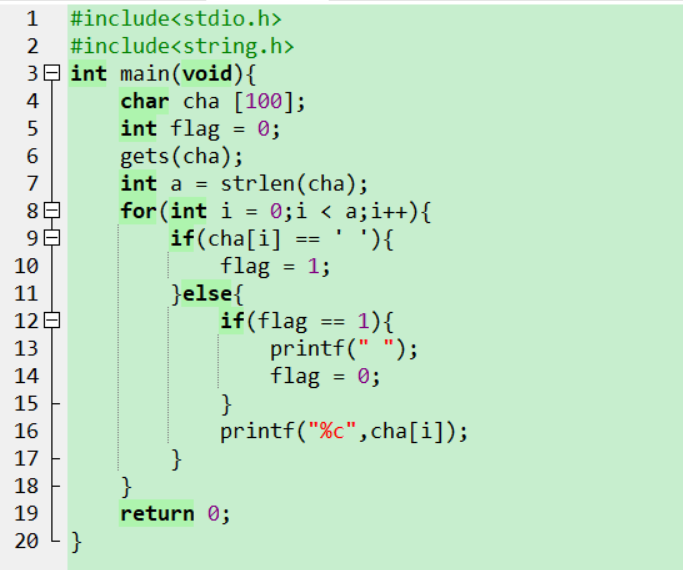 1 #include<stdio.h>
2 #include<string.h>
3 int main(void){
4     char cha [100];
5     int flag = 0;
6     gets(cha);
7     int a = strlen(cha);
8     for(int i = 0;i < a;i++){
9         if(cha[i] == ' '){
10             flag = 1;
11         }else{
12             if(flag == 1){
13                 printf(" ");
14                 flag = 0;
15             }
16             printf("%c",cha[i]);
17         }
18     }
19     return 0;
20 }